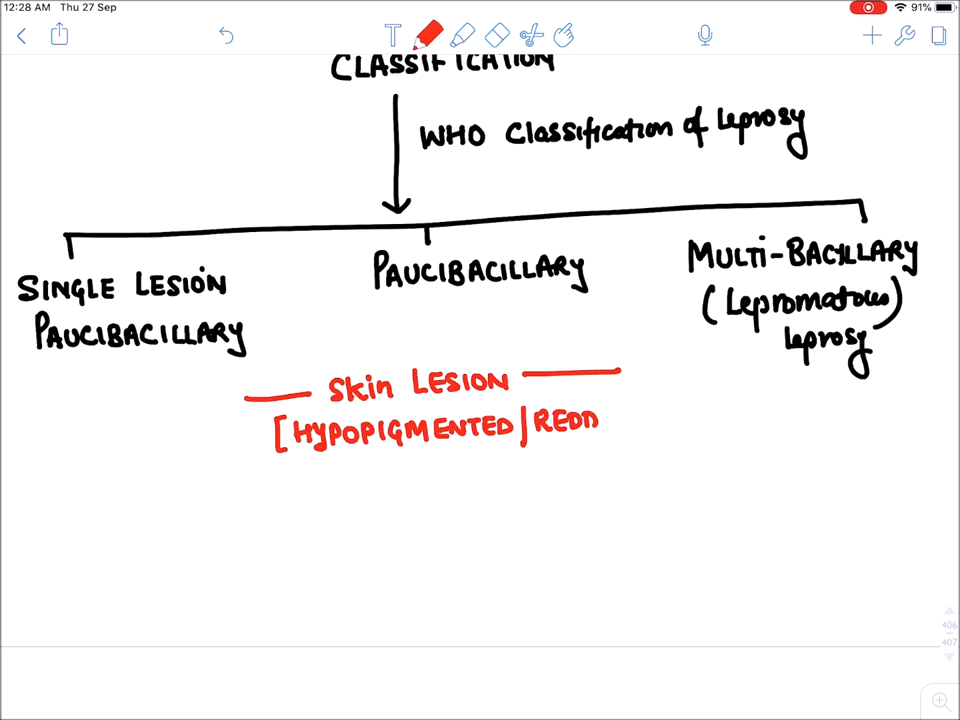 12:28 AM Thu 27 Sep 91%
T
CLASSIFICATION
WHO Classification of Leprosy
SINGLE LESION
PAUCIBACILLARY
PAUCIBACILLARY
MULTI-BACILLARY
(Lepromatous)
leprosy
Skin LESION
[HYPOPIGMENTED|REDD
406
407